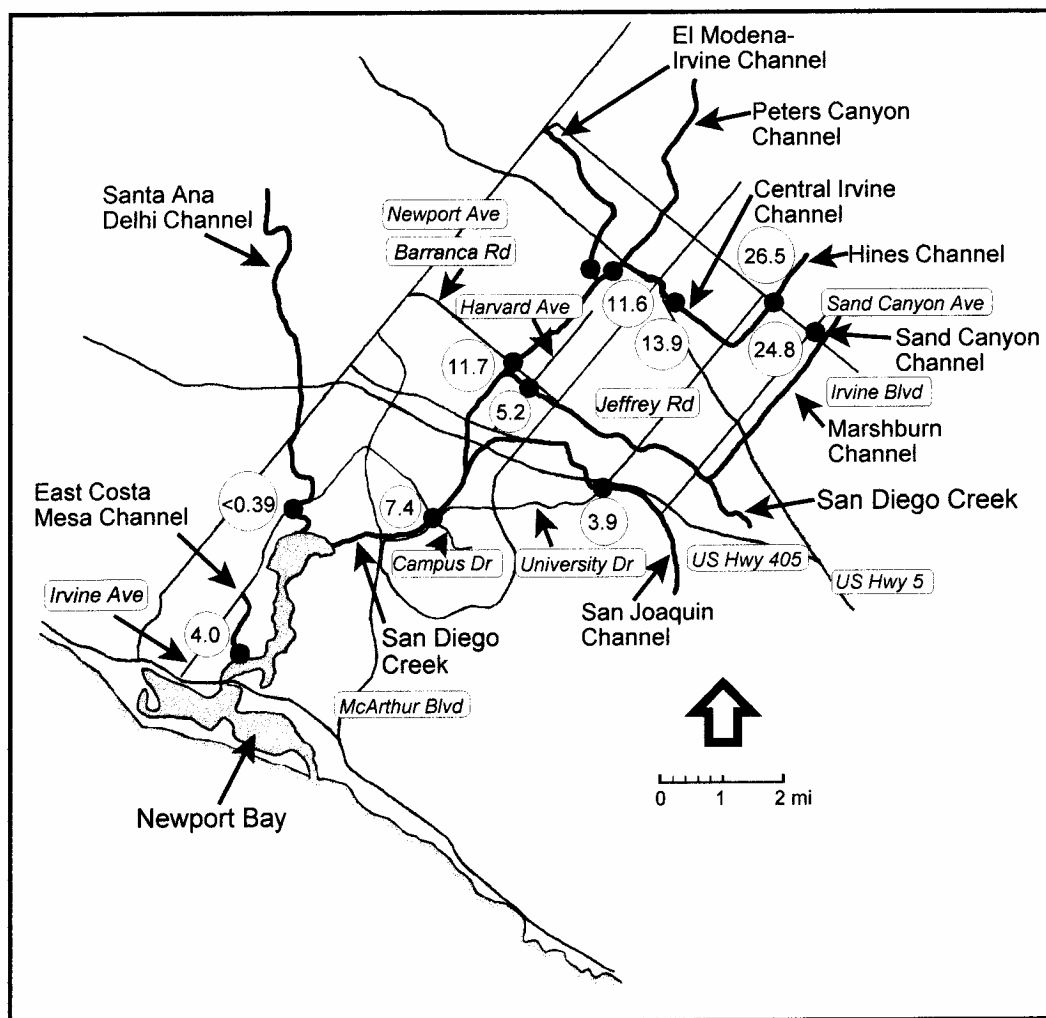 El Modena-
Irvine Channel
Peters Canyon
Channel
Santa Ana
Delhi Channel
Newport Ave
Barranca Rd
Central Irvine
Channel
26.5
Hines Channel
Harvard Ave
11.6
Sand Canyon Ave
13.9
24.8
Sand Canyon
Channel
11.7
5.2
Jeffrey Rd
Irvine Blvd
Marshburn
Channel
East Costa
Mesa Channel
<0.39
7.4
3.9
San Diego Creek
Campus Dr
University Dr
US Hwy 405
US Hwy 5
Irvine Ave
4.0
San Diego
Creek
San Joaquin
Channel
McArthur Blvd
0 1 2 mi
Newport Bay